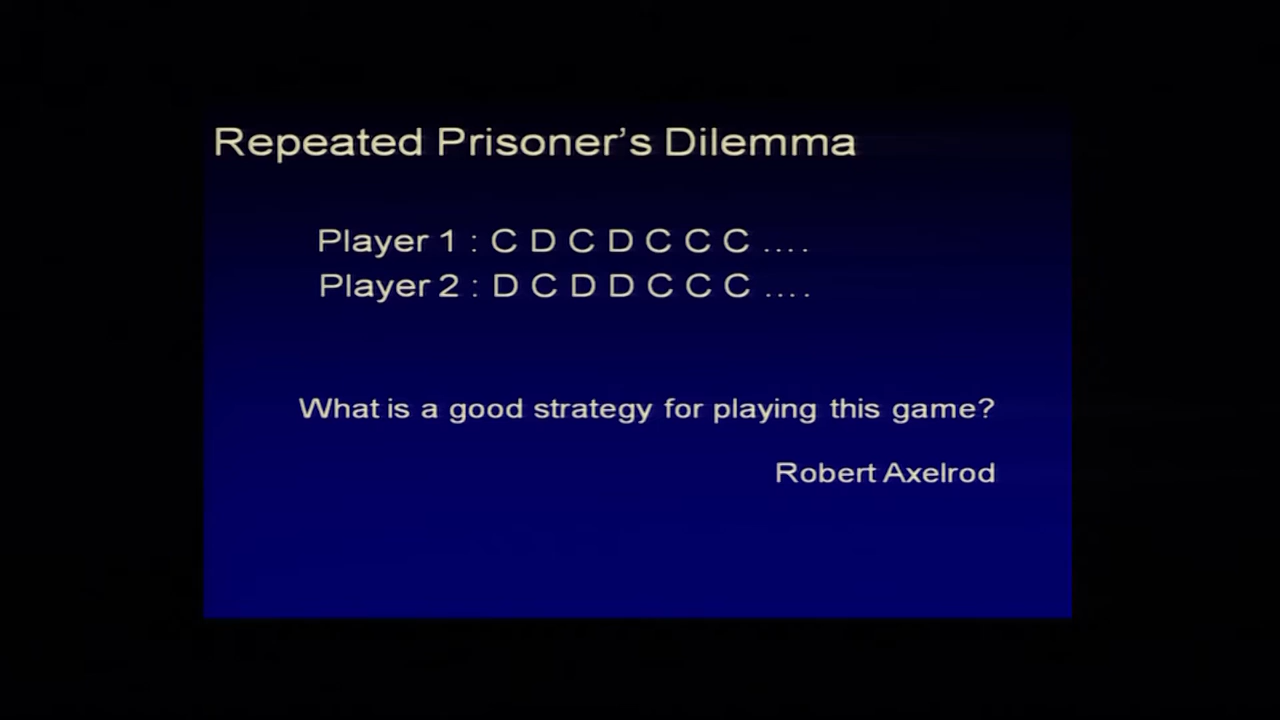 Repeated Prisoner's Dilemma
Player 1 : C D C D C C C ....
Player 2 : D C D D C C C ....
What is a good strategy for playing this game?
Robert Axelrod